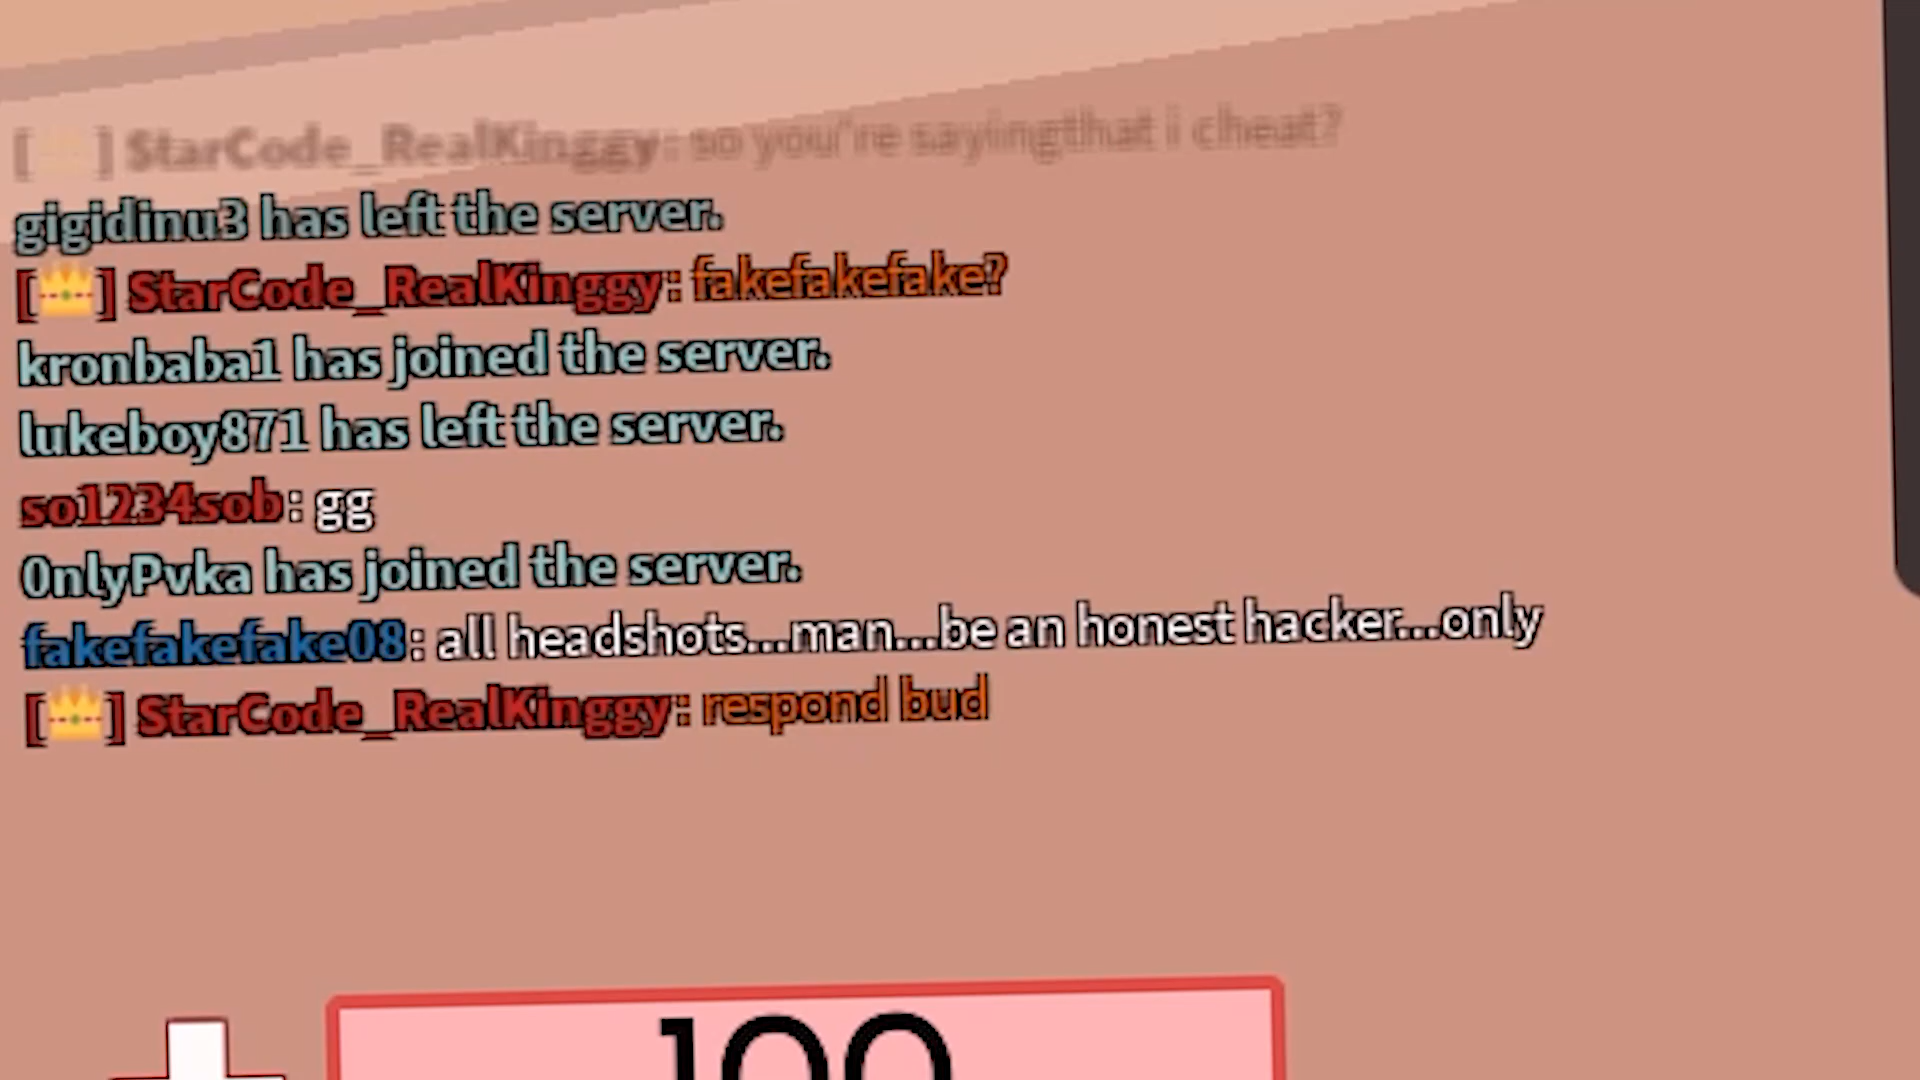 [👑] StarCode_RealKinggy: so you're sayiingthat i cheat?
gigidinu3 has left the server.
[👑] StarCode_RealKinggy: fakefakefake?
kronbaba1 has joined the server.
lukeboy871 has left the server.
so1234sob: gg
0nlyPvka has joined the server.
fakefakefake08: all headshots...man...be an honest hacker...only
[👑] StarCode_RealKinggy: respond bud
100